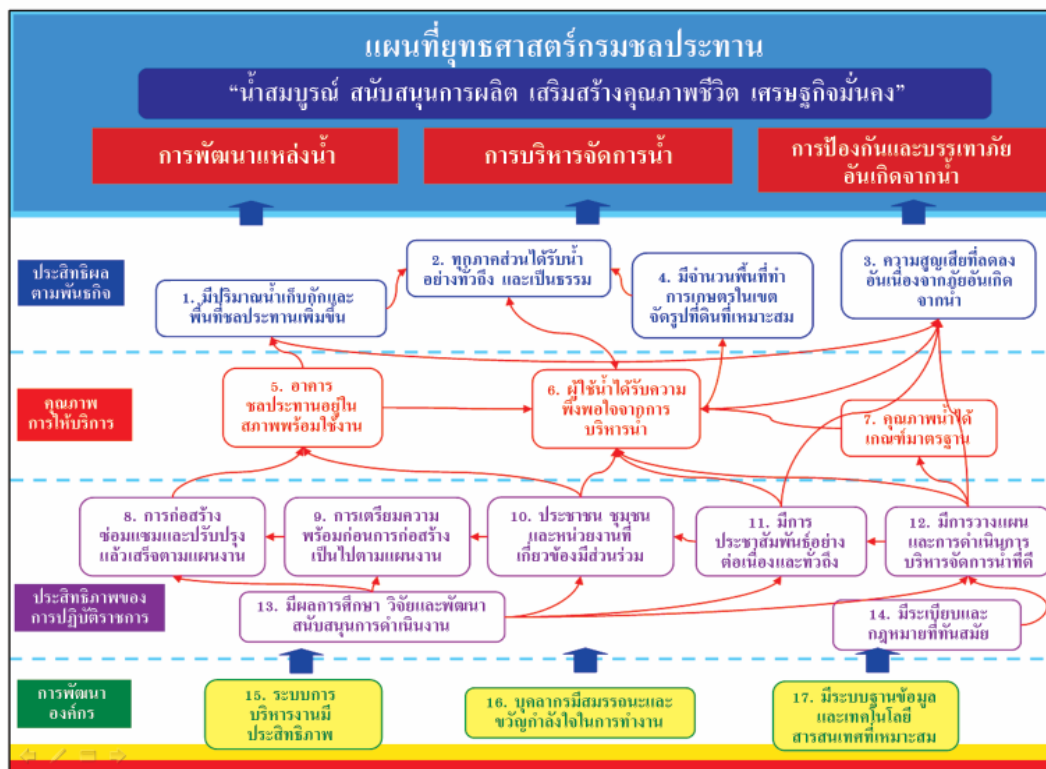 แผนที่ยุทธศาสตร์กรมชลประทาน
“น้ำสมบูรณ์ สนับสนุนการผลิต เสริมสร้างคุณภาพชีวิต เศรษฐกิจมั่นคง”
การพัฒนาแหล่งน้ำ
การบริหารจัดการน้ำ
การป้องกันและบรรเทาภัย
อันเกิดจากน้ำ
ประสิทธิผล
ตามพันธกิจ
1. มีปริมาณน้ำเก็บกักและ
พื้นที่ชลประทานเพิ่มขึ้น
2. ทุกภาคส่วนได้รับน้ำ
อย่างทั่วถึง และเป็นธรรม
4. มีจำนวนพื้นที่ทำ
การเกษตรในเขต
จัดรูปที่ดินที่เหมาะสม
3. ความสูญเสียที่ลดลง
อันเนื่องจากภัยอันเกิด
จากน้ำ
คุณภาพ
การให้บริการ
5. อาคาร
ชลประทานอยู่ใน
สภาพพร้อมใช้งาน
6. ผู้ใช้น้ำได้รับความ
พึงพอใจจากการ
บริหารน้ำ
7. คุณภาพน้ำได้
เกณฑ์มาตรฐาน
ประสิทธิภาพของ
การปฏิบัติราชการ
8. การก่อสร้าง
ซ่อมแซมและปรับปรุง
แล้วเสร็จตามแผนงาน
9. การเตรียมความ
พร้อมก่อนการก่อสร้าง
เป็นไปตามแผนงาน
10. ประชาชน ชุมชน
และหน่วยงานที่
เกี่ยวข้องมีส่วนร่วม
11. มีการ
ประชาสัมพันธ์อย่าง
ต่อเนื่องและทั่วถึง
12. มีการวางแผน
และการดำเนินการ
บริหารจัดการน้ำที่ดี
13. มีผลการศึกษา วิจัยและพัฒนา
สนับสนุนการดำเนินงาน
14. มีระเบียบและ
กฎหมายที่ทันสมัย
การพัฒนา
องค์กร
15. ระบบการ
บริหารงานมี
ประสิทธิภาพ
16. บุคลากรมีสมรรถนะและ
ขวัญกำลังใจในการทำงาน
17. มีระบบฐานข้อมูล
และเทคโนโลยี
สารสนเทศที่เหมาะสม